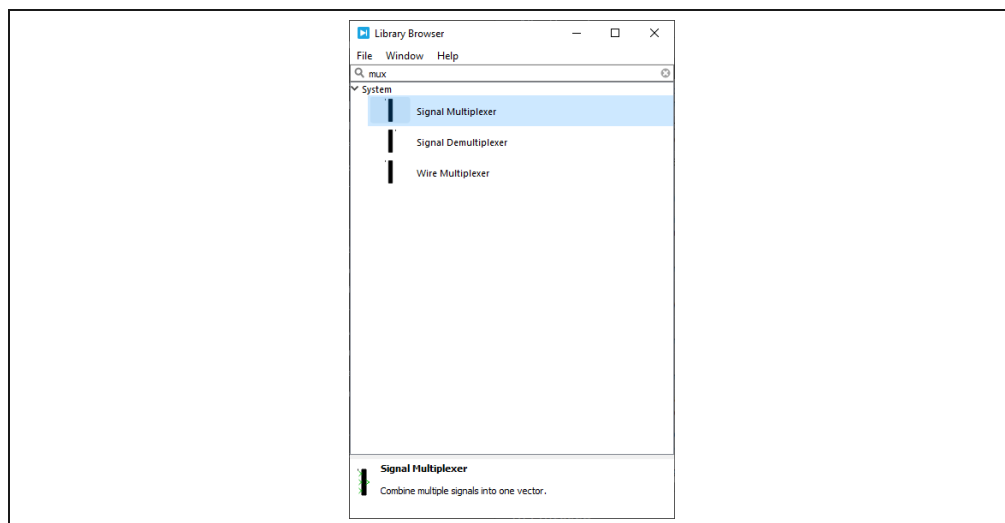 Library Browser
File Window Help
mux
System
Signal Multiplexer
Signal Demultiplexer
Wire Multiplexer
Signal Multiplexer
Combine multiple signals into one vector.